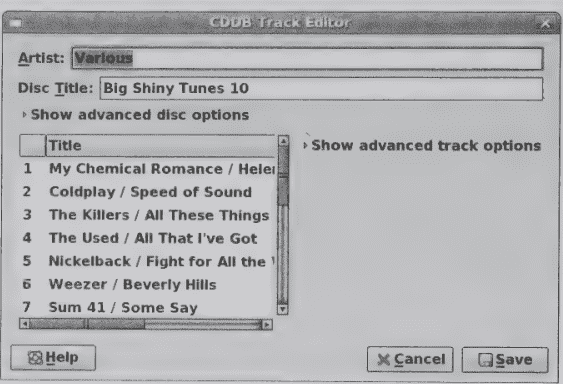 CDDB Track Editor
Artist: Various
Disc Title: Big Shiny Tunes 10
Show advanced disc options
Title
Show advanced track options
1 My Chemical Romance / Heler
2 Coldplay / Speed of Sound
3 The Killers / All These Things
4 The Used / All That I've Got
5 Nickelback / Fight for All the
6 Weezer / Beverly Hills
7 Sum 41 / Some Say
Help
Cancel
Save